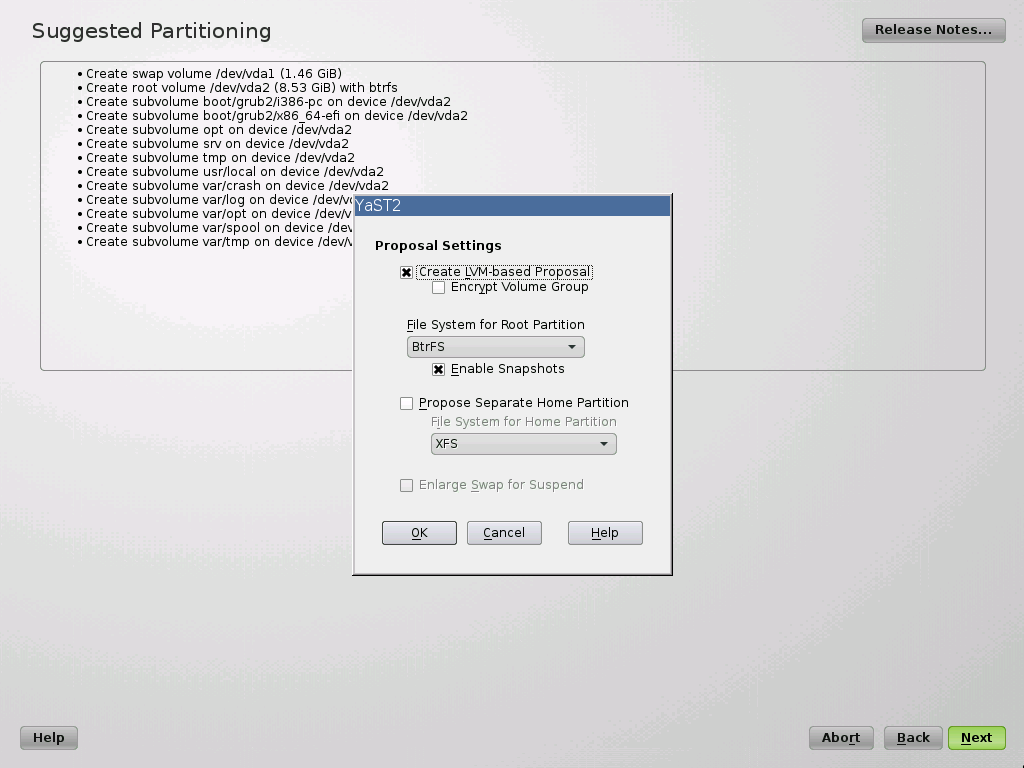 Suggested Partitioning
Release Notes...
• Create swap volume /dev/vda1 (1.46 GiB)
• Create root volume /dev/vda2 (8.53 GiB) with btrfs
• Create subvolume boot/grub2/i386-pc on device /dev/vda2
• Create subvolume boot/grub2/x86_64-efi on device /dev/vda2
• Create subvolume opt on device /dev/vda2
• Create subvolume srv on device /dev/vda2
• Create subvolume tmp on device /dev/vda2
• Create subvolume usr/local on device /dev/vda2
• Create subvolume var/crash on device /dev/vda2
• Create subvolume var/log on device /dev/v
• Create subvolume var/opt on device /dev/v
• Create subvolume var/spool on device /dev
• Create subvolume var/tmp on device /dev/v
YaST2
Proposal Settings
Create LVM-based Proposal
Encrypt Volume Group
File System for Root Partition
BtrFS
Enable Snapshots
Propose Separate Home Partition
File System for Home Partition
XFS
Enlarge Swap for Suspend
OK Cancel Help
Help Abort Back Next